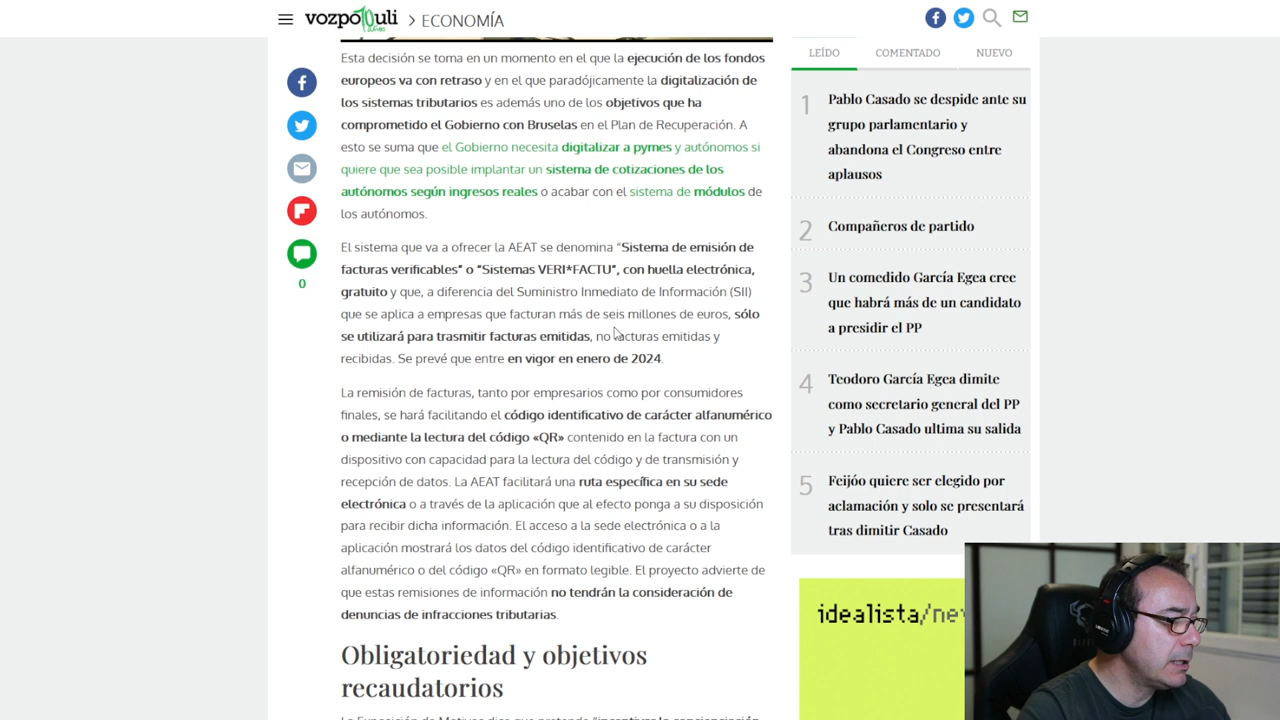 vozpópuli
10 años
ECONOMÍA
Esta decisión se toma en un momento en el que la ejecución de los fondos
europeos va con retraso y en el que paradójicamente la digitalización de
los sistemas tributarios es además uno de los objetivos que ha
comprometido el Gobierno con Bruselas en el Plan de Recuperación. A
esto se suma que el Gobierno necesita digitalizar a pymes y autónomos si
quiere que sea posible implantar un sistema de cotizaciones de los
autónomos según ingresos reales o acabar con el sistema de módulos de
los autónomos.
0
El sistema que va a ofrecer la AEAT se denomina “Sistema de emisión de
facturas verificables” o “Sistemas VERI*FACTU”, con huella electrónica,
gratuito y que, a diferencia del Suministro Inmediato de Información (SII)
que se aplica a empresas que facturan más de seis millones de euros, sólo
se utilizará para trasmitir facturas emitidas, no facturas emitidas y
recibidas. Se prevé que entre en vigor en enero de 2024.
La remisión de facturas, tanto por empresarios como por consumidores
finales, se hará facilitando el código identificativo de carácter alfanumérico
o mediante la lectura del código «QR» contenido en la factura con un
dispositivo con capacidad para la lectura del código y de transmisión y
recepción de datos. La AEAT facilitará una ruta específica en su sede
electrónica o a través de la aplicación que al efecto ponga a su disposición
para recibir dicha información. El acceso a la sede electrónica o a la
aplicación mostrará los datos del código identificativo de carácter
alfanumérico o del código «QR» en formato legible. El proyecto advierte de
que estas remisiones de información no tendrán la consideración de
denuncias de infracciones tributarias.
Obligatoriedad y objetivos
recaudatorios
La Exposición de Motivos dice que pretende “incentivar la concienciación
LEÍDO
COMENTADO
NUEVO
1
Pablo Casado se despide ante su
grupo parlamentario y
abandona el Congreso entre
aplausos
2
Compañeros de partido
3
Un comedido García Egea cree
que habrá más de un candidato
a presidir el PP
4
Teodoro García Egea dimite
como secretario general del PP
y Pablo Casado ultima su salida
5
Feijóo quiere ser elegido por
aclamación y solo se presentará
tras dimitir Casado
idealista/ne